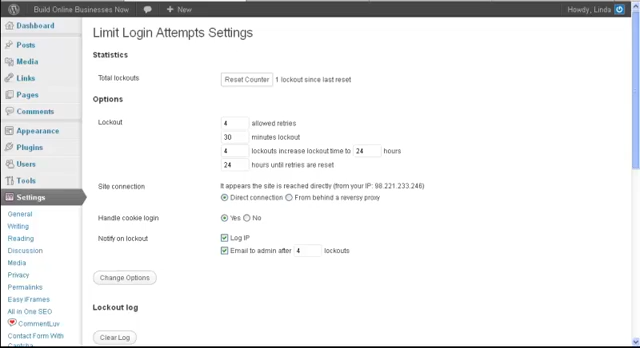 Build Online Businesses Now + New Howdy, Linda
Dashboard
Posts
Media
Links
Pages
Comments
Appearance
Plugins
Users
Tools
Settings
General
Writing
Reading
Discussion
Media
Privacy
Permalinks
Easy iFrames
All in One SEO
CommentLuv
Contact Form With
Captcha
Limit Login Attempts Settings
Statistics
Total lockouts Reset Counter 1 lockout since last reset
Options
Lockout 4 allowed retries
30 minutes lockout
4 lockouts increase lockout time to 24 hours
24 hours until retries are reset
Site connection It appears the site is reached directly (from your IP: 98.221.233.246)
Direct connection From behind a reversy proxy
Handle cookie login Yes No
Notify on lockout Log IP
Email to admin after 4 lockouts
Change Options
Lockout log
Clear Log